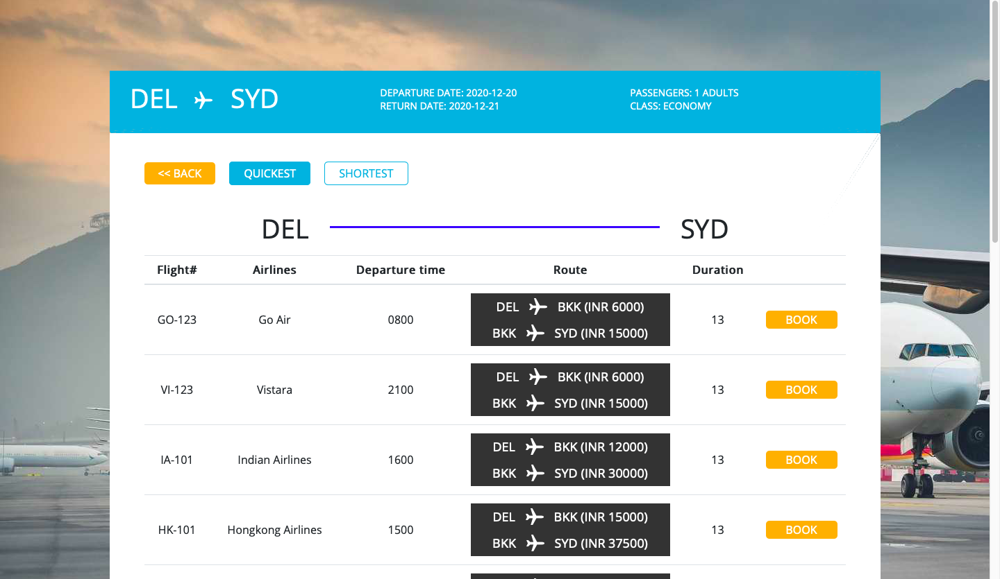 DEL SYD
DEPARTURE DATE: 2020-12-20
RETURN DATE: 2020-12-21
PASSENGERS: 1 ADULTS
CLASS: ECONOMY
<< BACK QUICKEST SHORTEST
DEL SYD
Flight# Airlines Departure time Route Duration
GO-123 Go Air 0800 DEL BKK (INR 6000)
BKK SYD (INR 15000) 13 BOOK
VI-123 Vistara 2100 DEL BKK (INR 6000)
BKK SYD (INR 15000) 13 BOOK
IA-101 Indian Airlines 1600 DEL BKK (INR 12000)
BKK SYD (INR 30000) 13 BOOK
HK-101 Hongkong Airlines 1500 DEL BKK (INR 15000)
BKK SYD (INR 37500) 13 BOOK